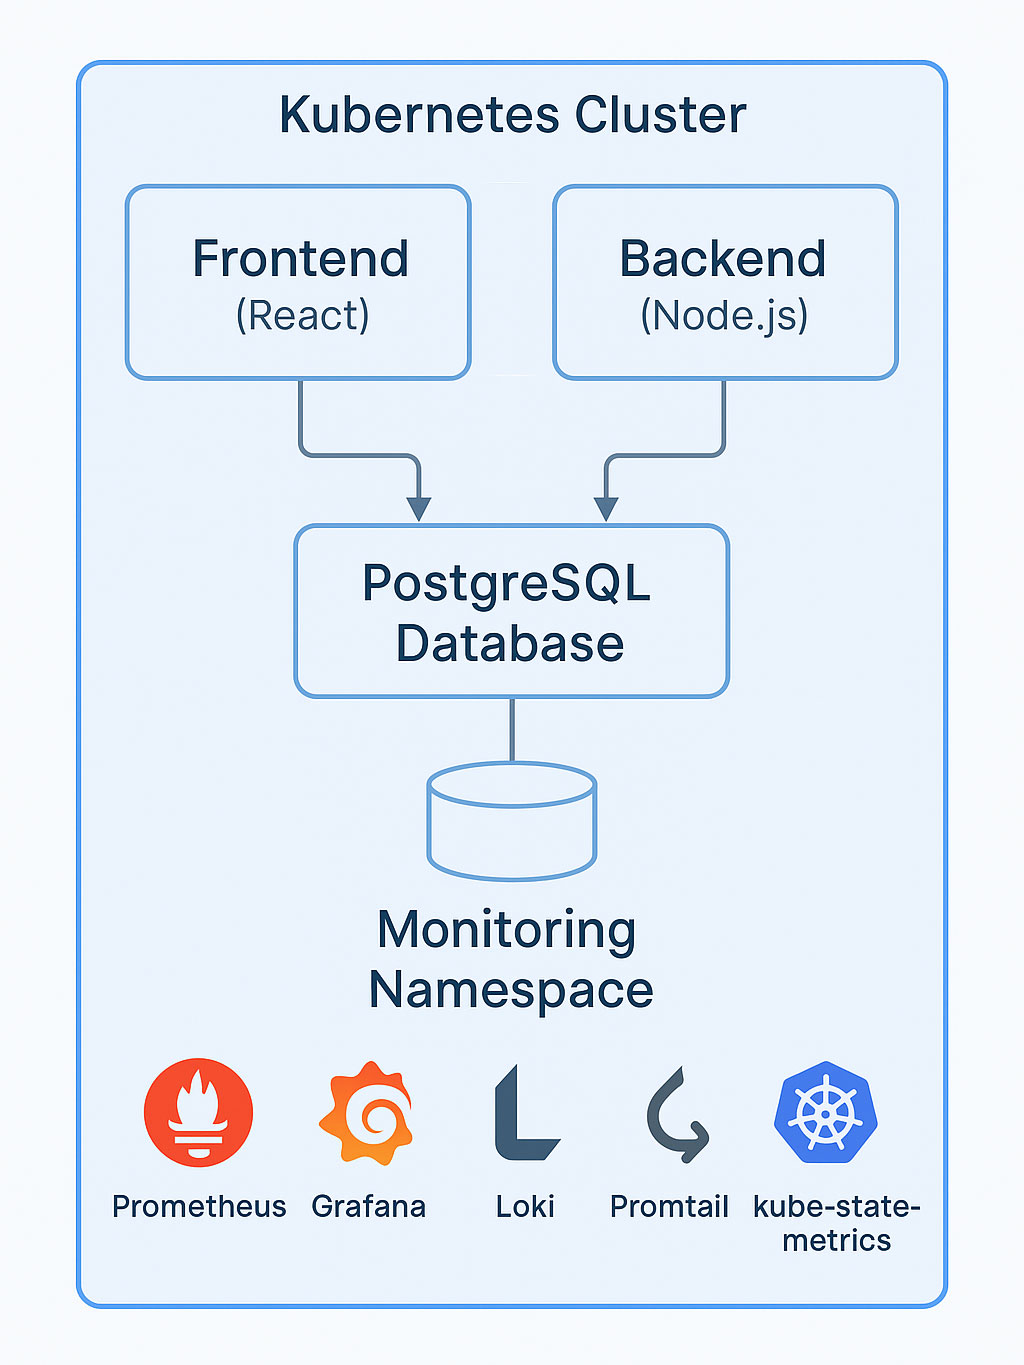 Kubernetes Cluster
Frontend
(React)
Backend
(Node.js)
PostgreSQL
Database
Monitoring
Namespace
Prometheus
Grafana
Loki
Promtail
kube-state-
metrics